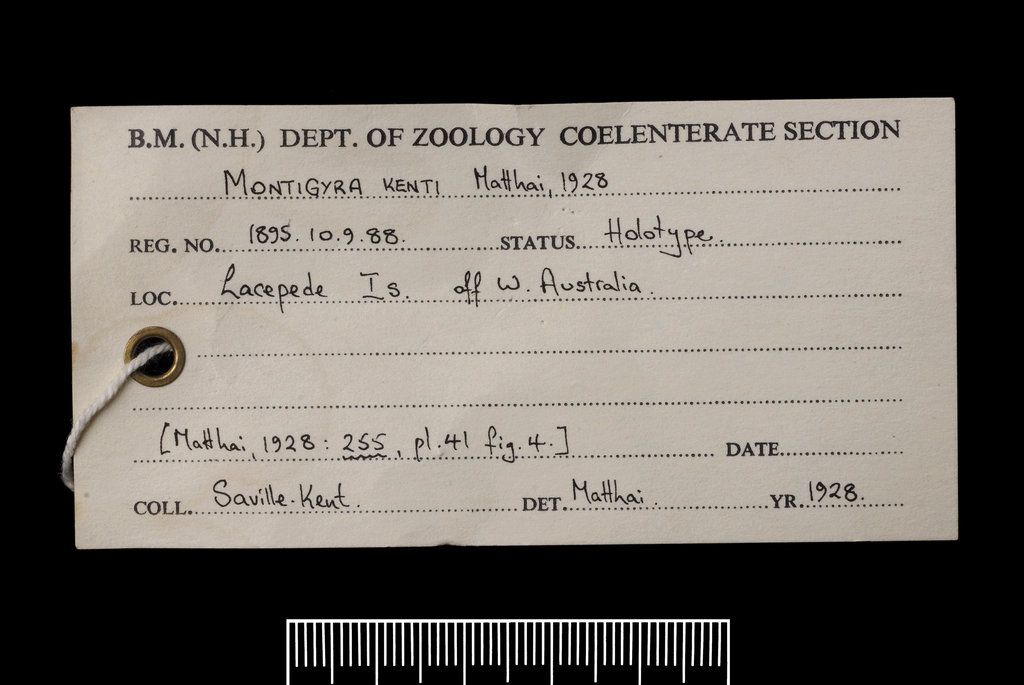 B.M. (N.H.) DEPT. OF ZOOLOGY COELENTERATE SECTION
MONTIGYRA KENTI Matthai, 1928
REG. NO. 1895.10.9.88. STATUS Holotype.
LOC. Lacepede Is. off W. Australia.
[Matthai, 1928: 255, pl.41 fig.4.] DATE
COLL. Saville-Kent. DET. Matthai. YR. 1928.